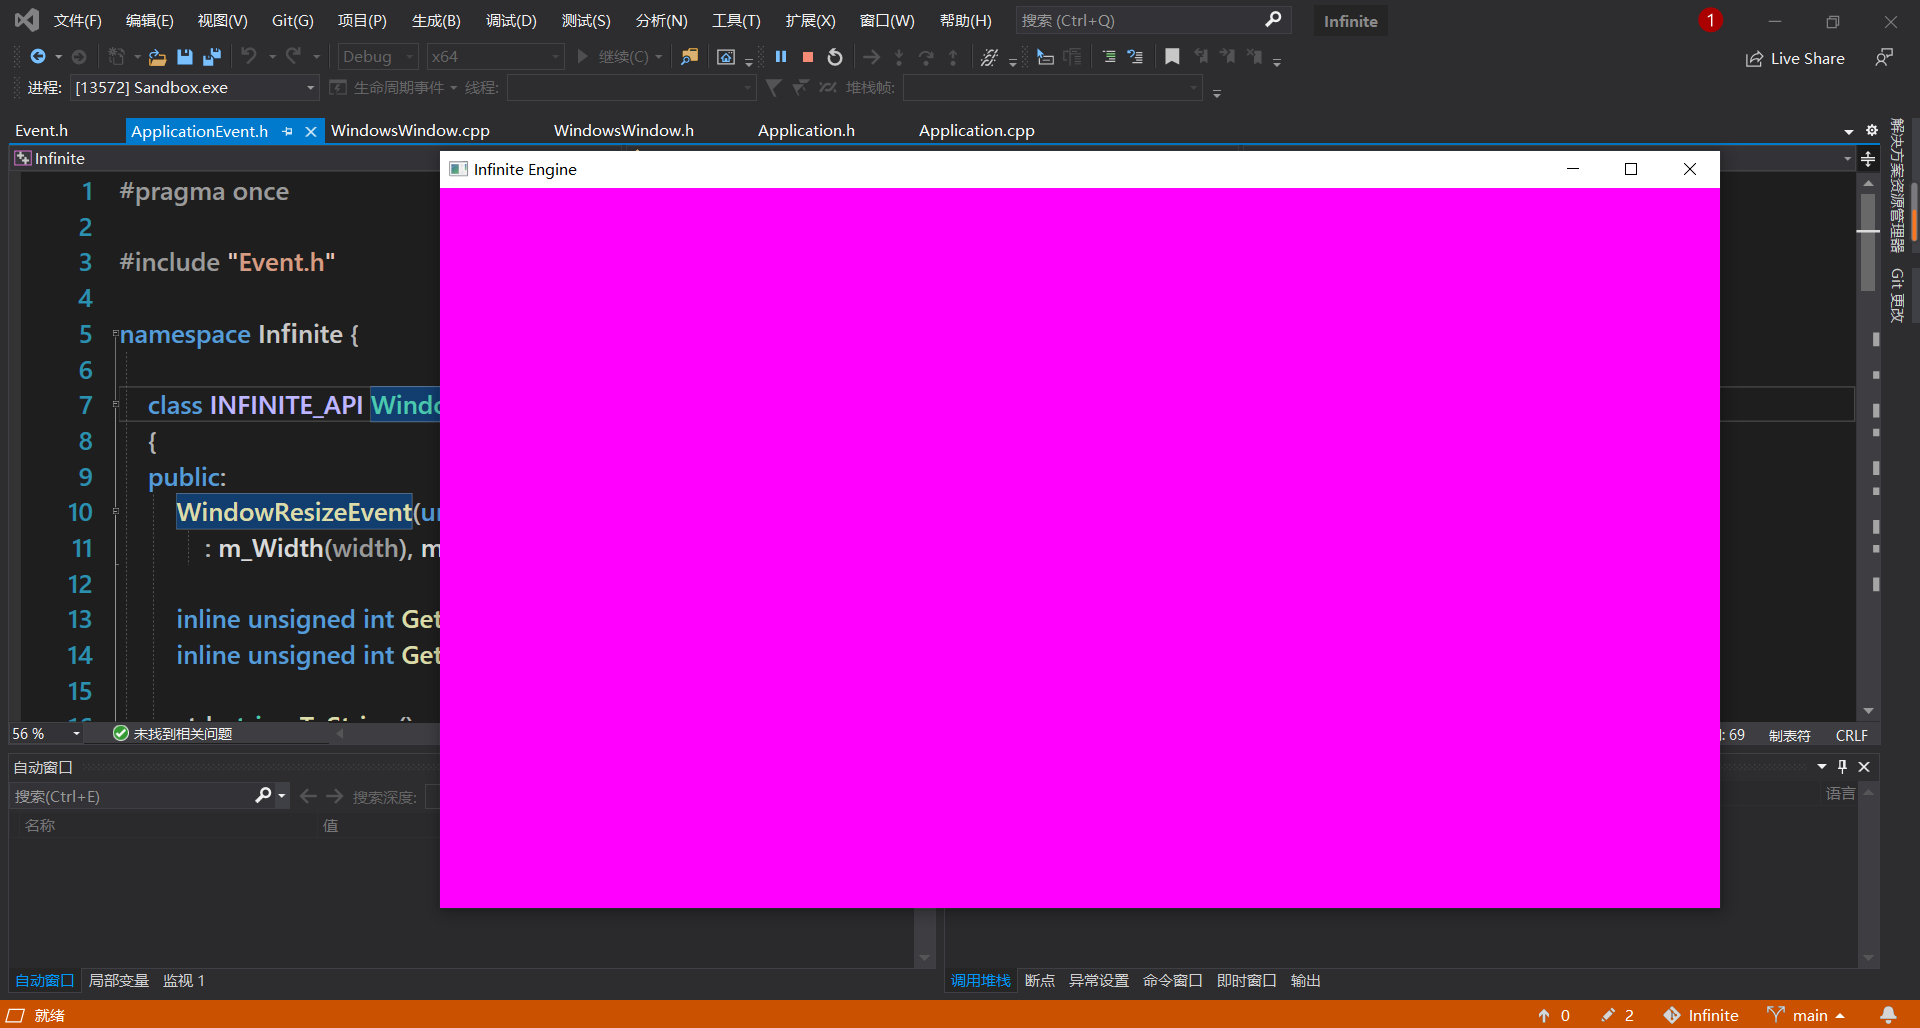 文件(F) 编辑(E) 视图(V) Git(G) 项目(P) 生成(B) 调试(D) 测试(S) 分析(N) 工具(T) 扩展(X) 窗口(W) 帮助(H) 搜索 (Ctrl+Q) Infinite 1
Debug x64 继续(C) Live Share
进程: [13572] Sandbox.exe 生命周期事件 线程: 堆栈帧:
Event.h ApplicationEvent.h WindowsWindow.cpp WindowsWindow.h Application.h Application.cpp
Infinite
Infinite Engine
1 #pragma once
2
3 #include "Event.h"
4
5 namespace Infinite {
6
7 class INFINITE_API Windo
8 {
9 public:
10 WindowResizeEvent(un
11 : m_Width(width), m
12
13 inline unsigned int Get
14 inline unsigned int Get
15
解决方案资源管理器
Git 更改
56 % 未找到相关问题 : 69 制表符 CRLF
自动窗口
搜索(Ctrl+E) 搜索深度: 语言
名称 值
自动窗口 局部变量 监视 1 调用堆栈 断点 异常设置 命令窗口 即时窗口 输出
就绪 0 2 Infinite main